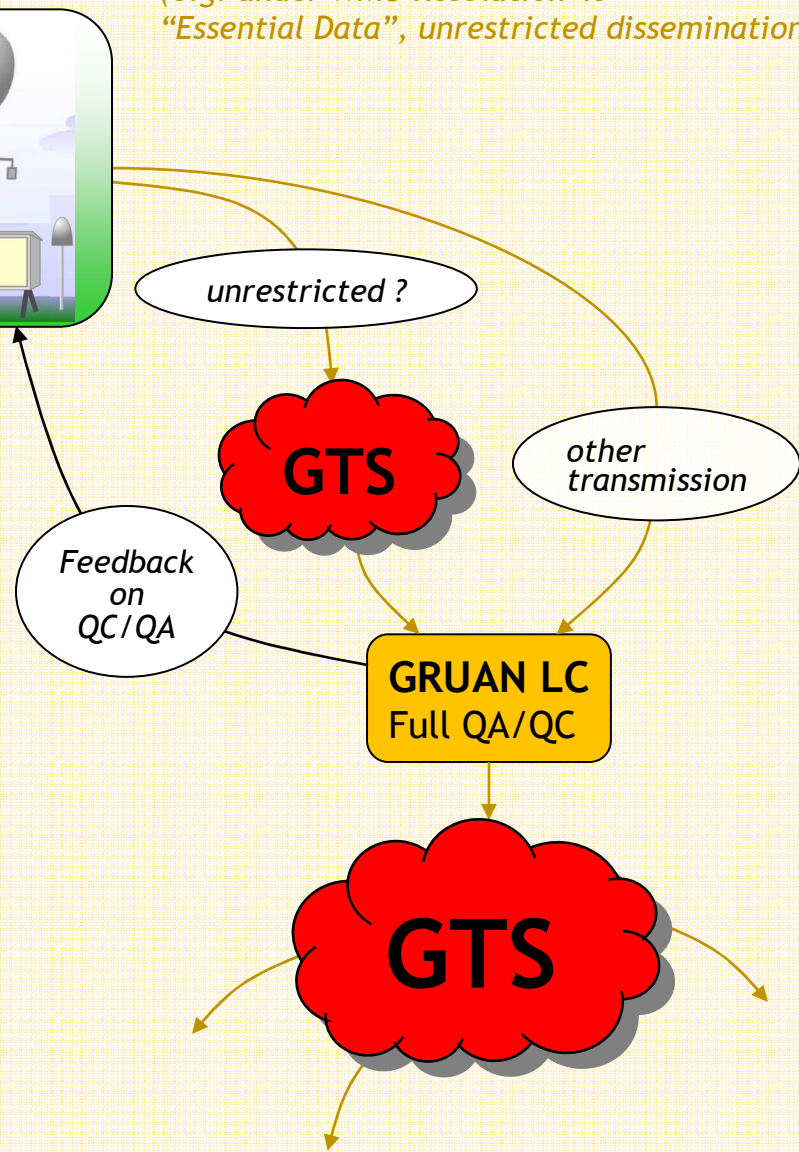 "Essential Data", unrestricted dissemination
unrestricted ?
GTS
other
transmission
Feedback
on
QC/QA
GRUAN LC
Full QA/QC
GTS